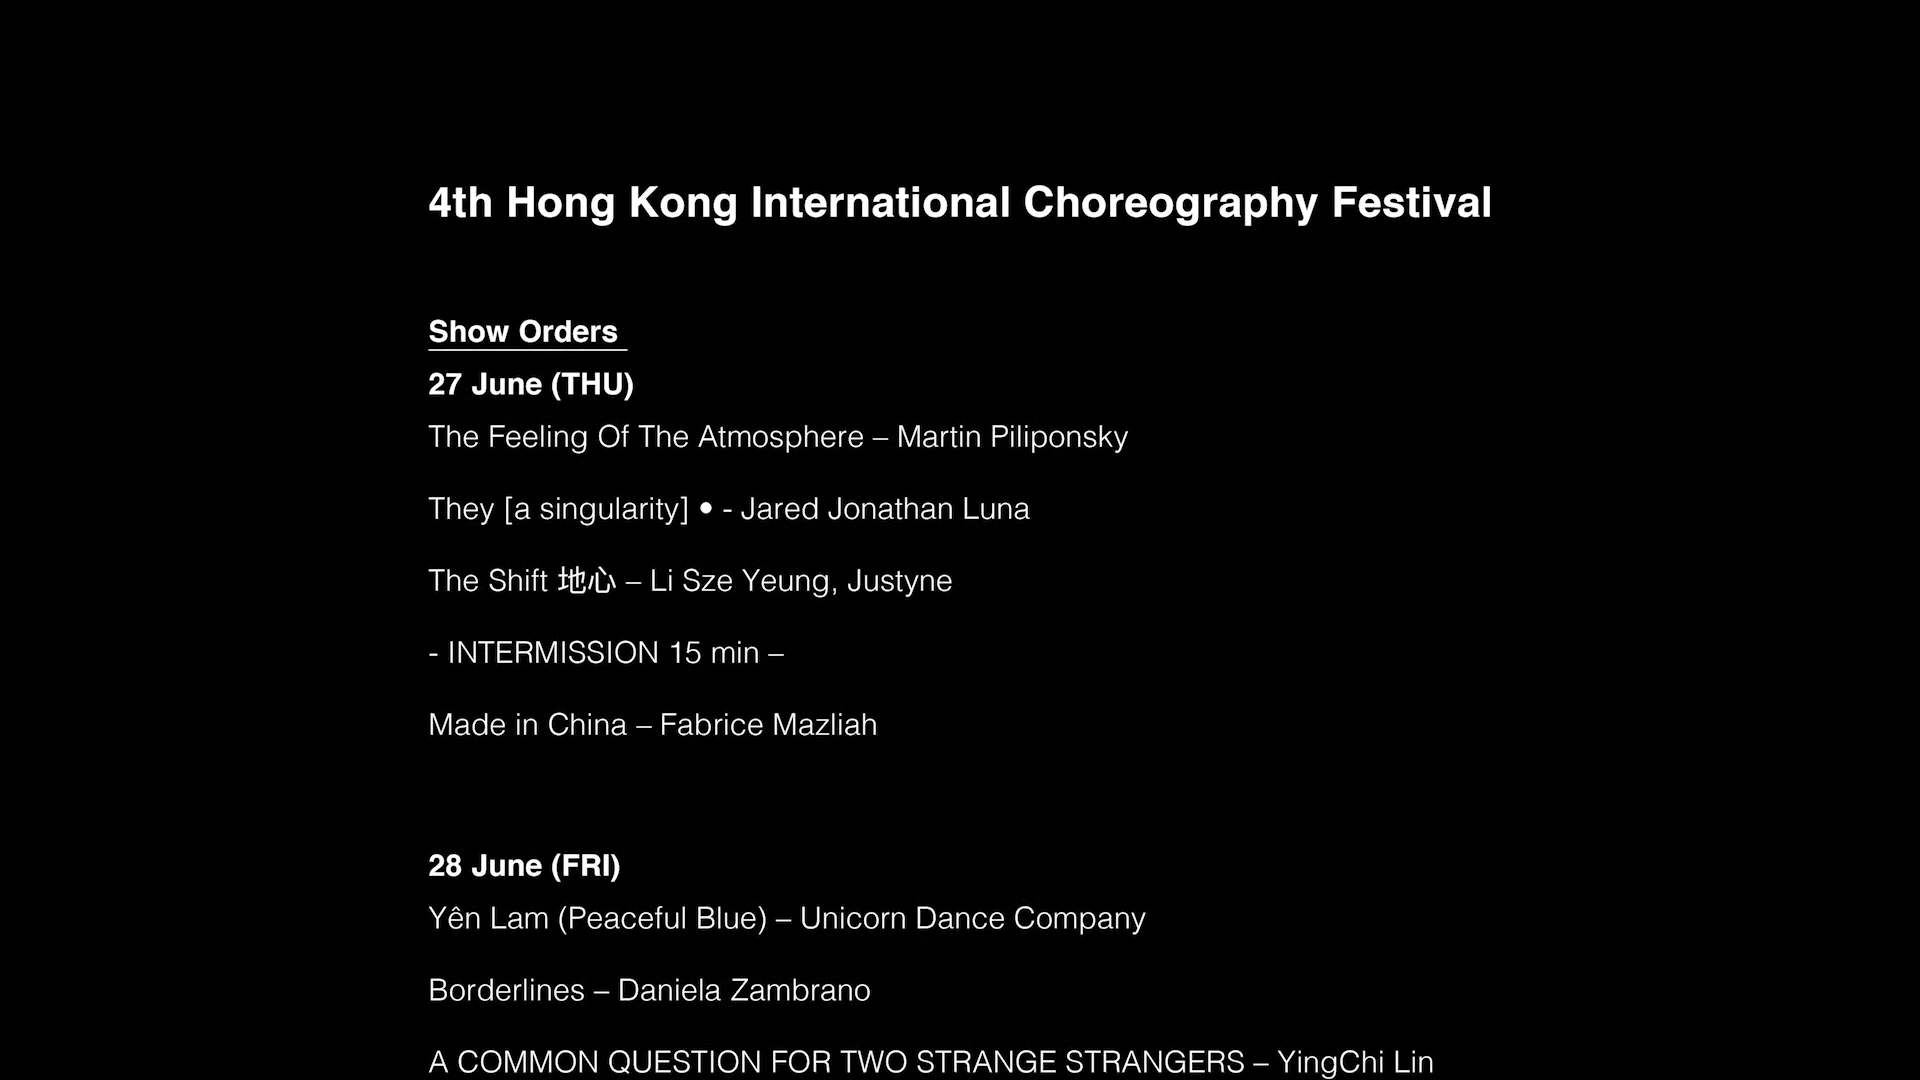 4th Hong Kong International Choreography Festival
Show Orders
27 June (THU)
The Feeling Of The Atmosphere – Martin Piliponsky
They [a singularity] • - Jared Jonathan Luna
The Shift 地心 – Li Sze Yeung, Justyne
- INTERMISSION 15 min –
Made in China – Fabrice Mazliah
28 June (FRI)
Yên Lam (Peaceful Blue) – Unicorn Dance Company
Borderlines – Daniela Zambrano
A COMMON QUESTION FOR TWO STRANGE STRANGERS – YingChi Lin